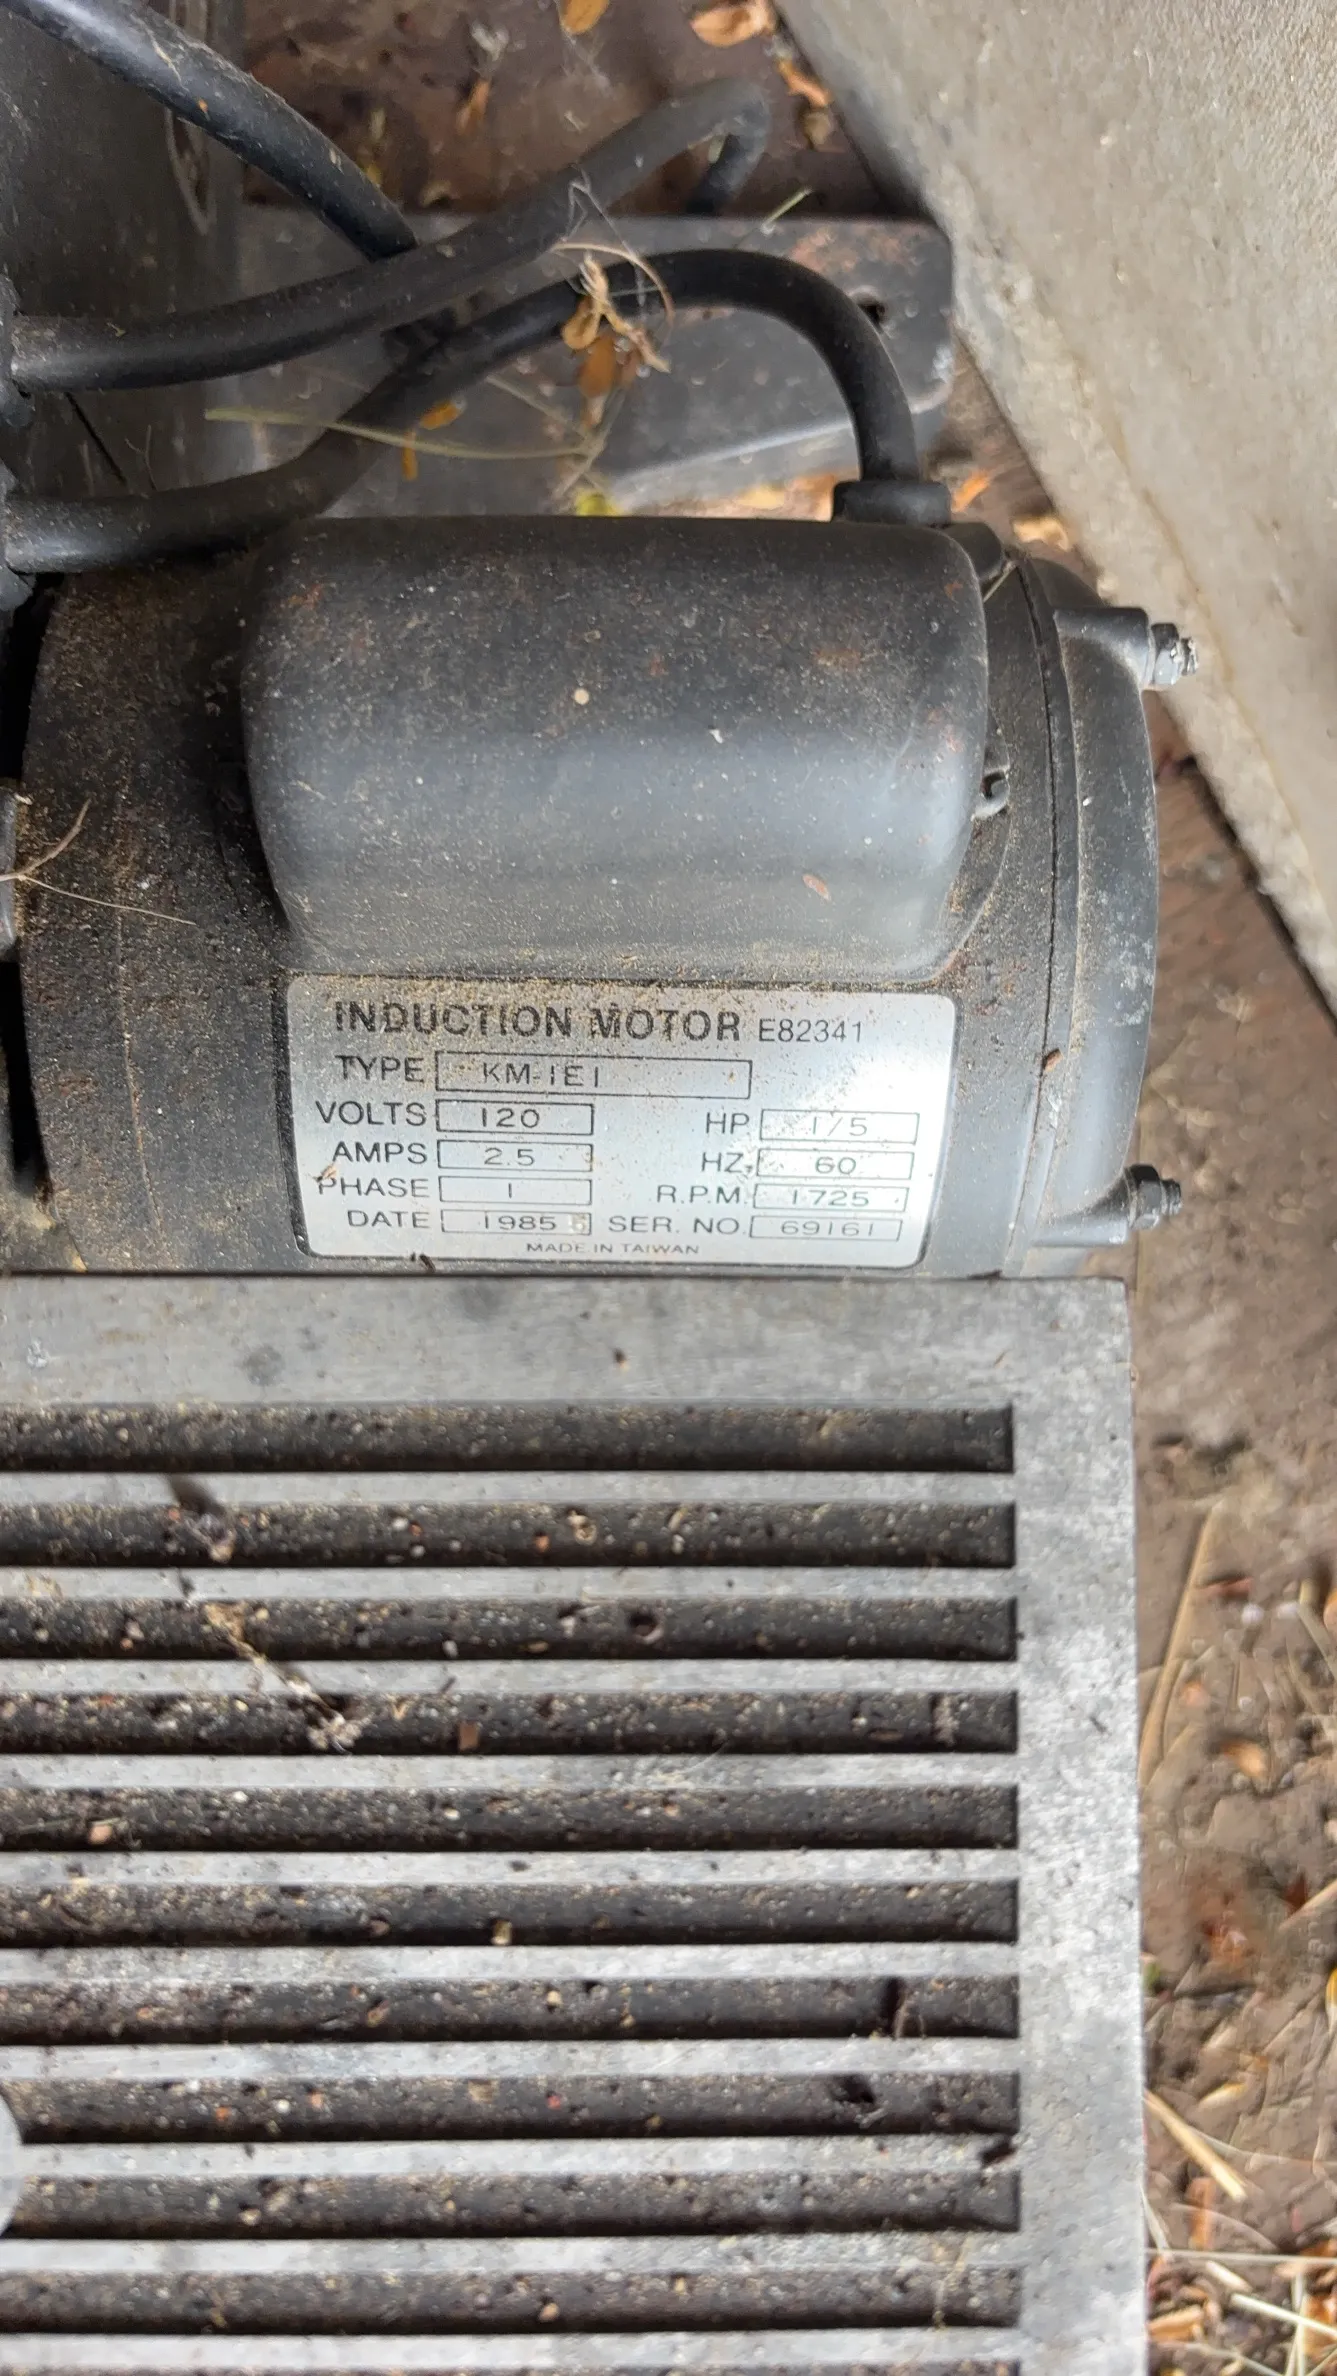 INDUCTION MOTOR E82341
TYPE KM-1E1
VOLTS 120 HP 1/5
AMPS 2.5 HZ. 60
PHASE 1 R.P.M. 1725
DATE 1985 SER. NO. 69161
MADE IN TAIWAN